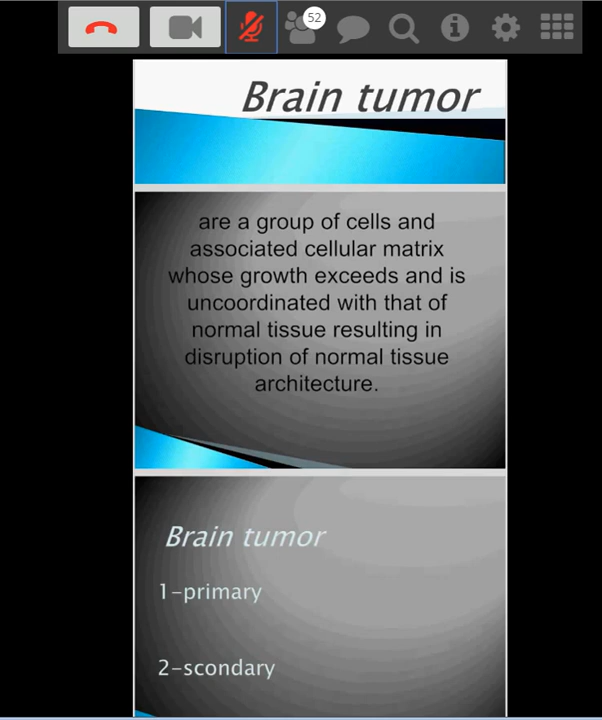 52
Brain tumor
are a group of cells and
associated cellular matrix
whose growth exceeds and is
uncoordinated with that of
normal tissue resulting in
disruption of normal tissue
architecture.
Brain tumor
1-primary
2-scondary